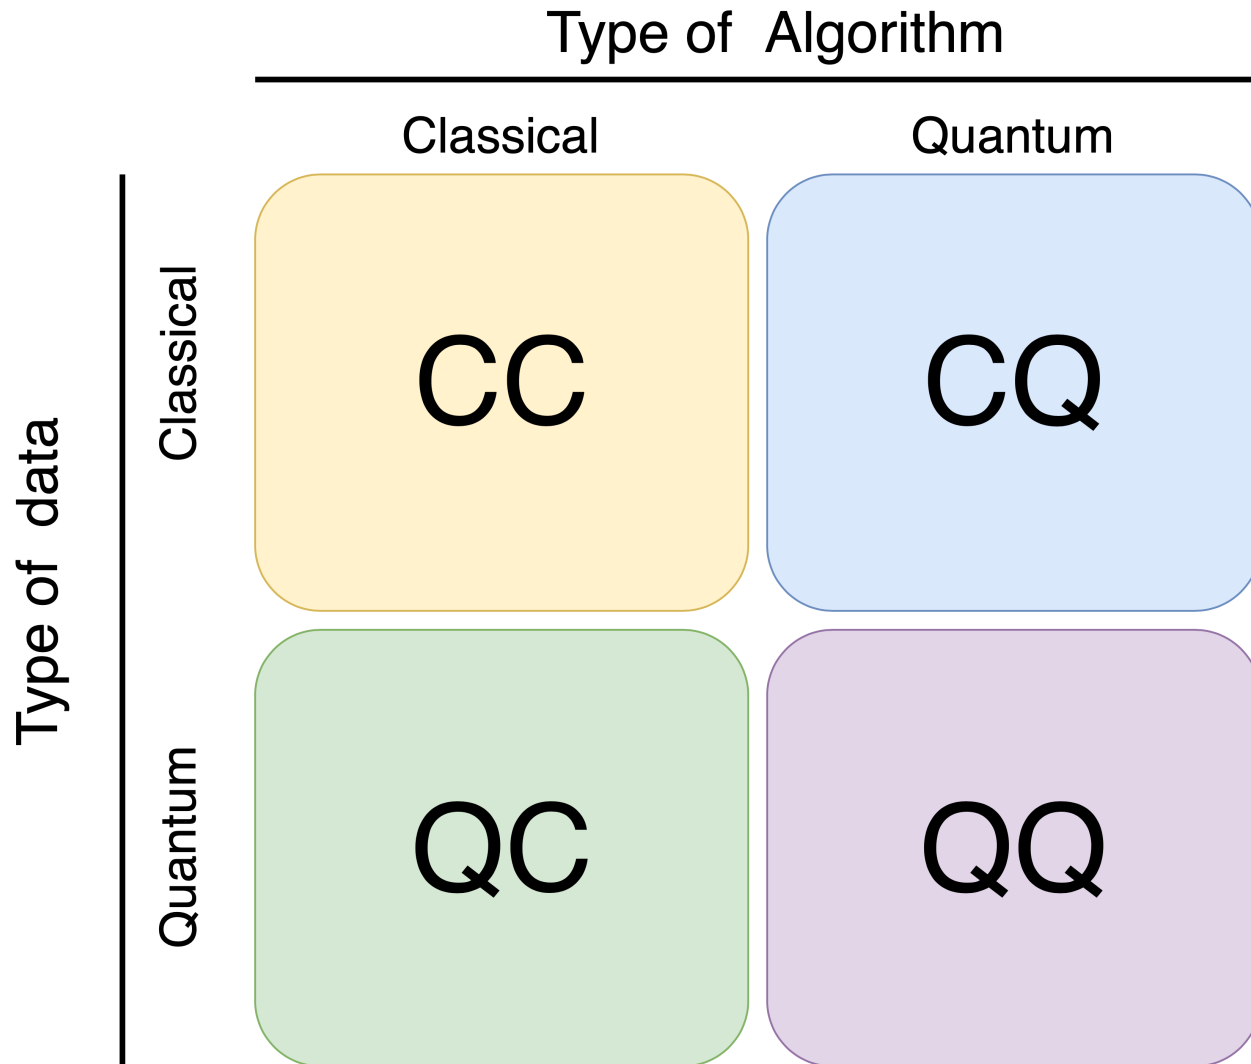 Type of Algorithm
Classical
Quantum
Type of data
Classical
CC
CQ
Quantum
QC
QQ